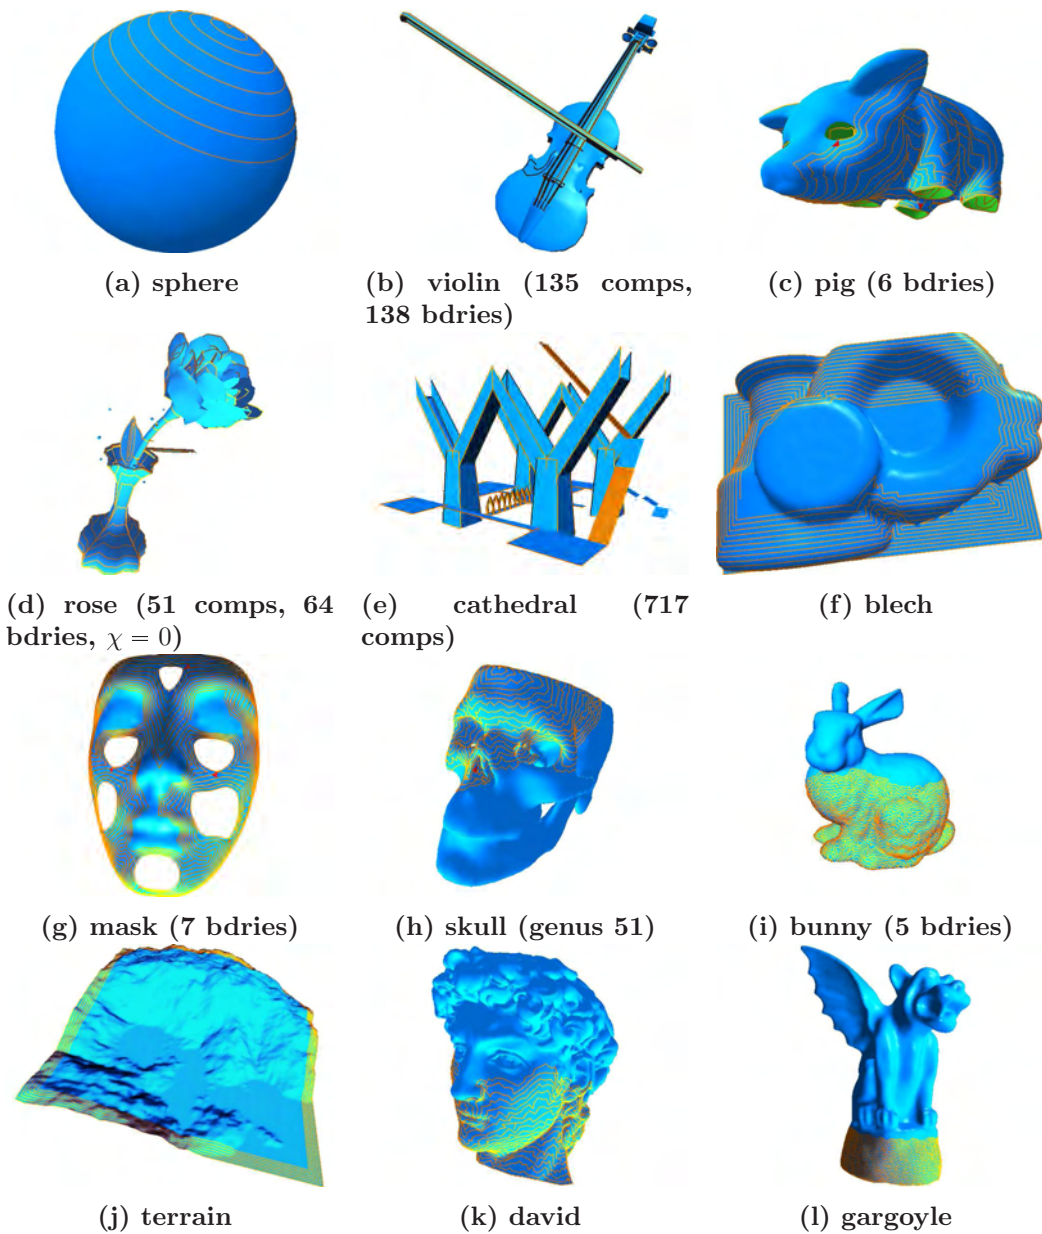 (a) sphere
(b) violin (135 comps,
138 bdries)
(c) pig (6 bdries)
(d) rose (51 comps, 64
bdries, χ = 0)
(e) cathedral (717
comps)
(f) blech
(g) mask (7 bdries)
(h) skull (genus 51)
(i) bunny (5 bdries)
(j) terrain
(k) david
(l) gargoyle